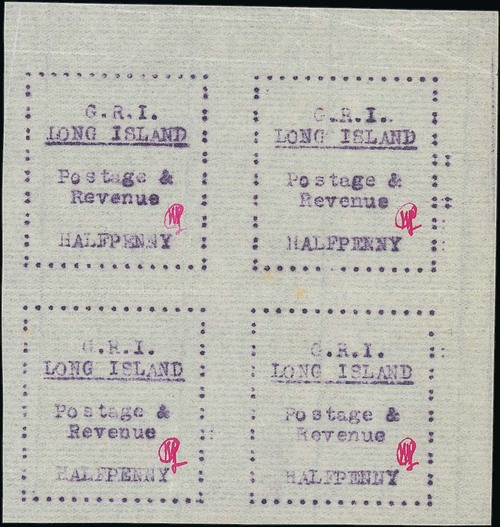 G.R.I.
LONG ISLAND
Postage &
Revenue
HALFPENNY
G.R.I.
LONG ISLAND
Postage &
Revenue
HALFPENNY
G.R.I.
LONG ISLAND
Postage &
Revenue
HALFPENNY
G.R.I.
LONG ISLAND
Postage &
Revenue
HALFPENNY